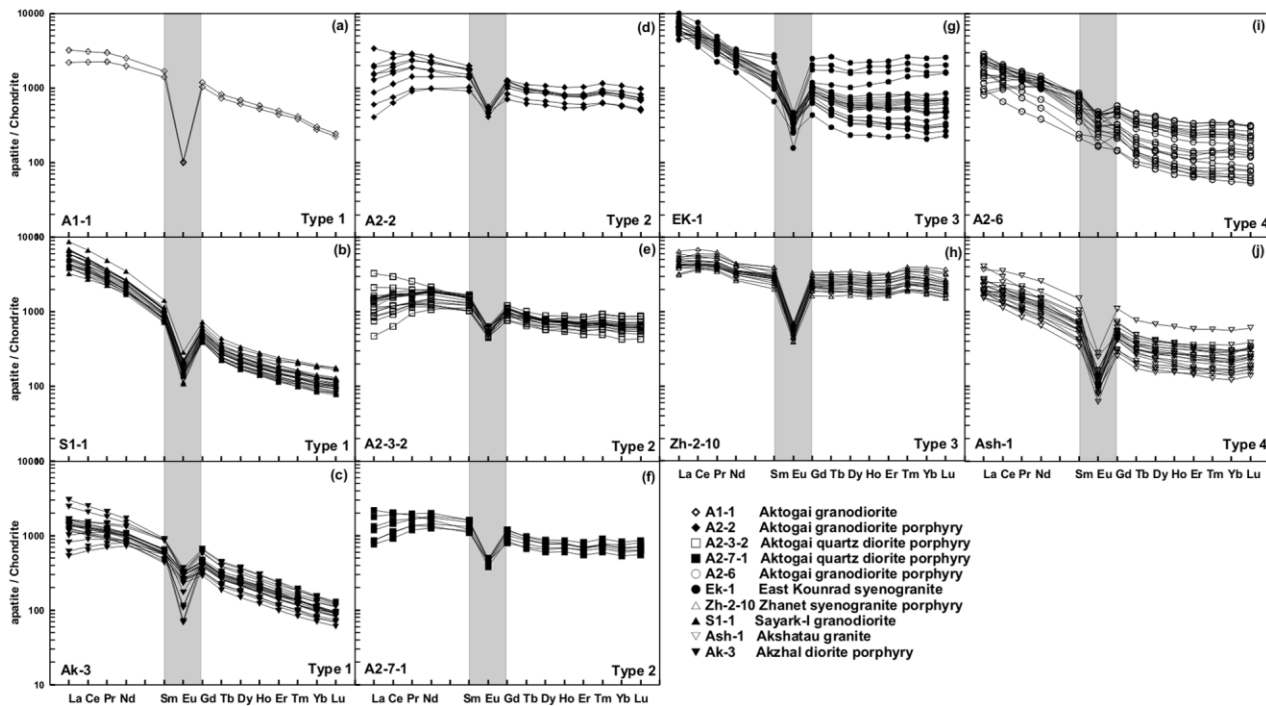 10000
1000
100
apatite / Chondrite
(a)
A1-1
Type 1
(d)
A2-2
Type 2
(g)
EK-1
Type 3
(i)
A2-6
Type 4
10000
1000
100
apatite / Chondrite
(b)
S1-1
Type 1
(e)
A2-3-2
Type 2
(h)
Zh-2-10
Type 3
La Ce Pr Nd Sm Eu Gd Tb Dy Ho Er Tm Yb Lu
(j)
Ash-1
Type 4
La Ce Pr Nd Sm Eu Gd Tb Dy Ho Er Tm Yb Lu
10000
1000
100
10
apatite / Chondrite
(c)
Ak-3
Type 1
La Ce Pr Nd Sm Eu Gd Tb Dy Ho Er Tm Yb Lu
(f)
A2-7-1
Type 2
La Ce Pr Nd Sm Eu Gd Tb Dy Ho Er Tm Yb Lu
A1-1 Aktogai granodiorite
A2-2 Aktogai granodiorite porphyry
A2-3-2 Aktogai quartz diorite porphyry
A2-7-1 Aktogai quartz diorite porphyry
A2-6 Aktogai granodiorite porphyry
Ek-1 East Kounrad syenogranite
Zh-2-10 Zhanet syenogranite porphyry
S1-1 Sayark-I granodiorite
Ash-1 Akshatau granite
Ak-3 Akzhal diorite porphyry